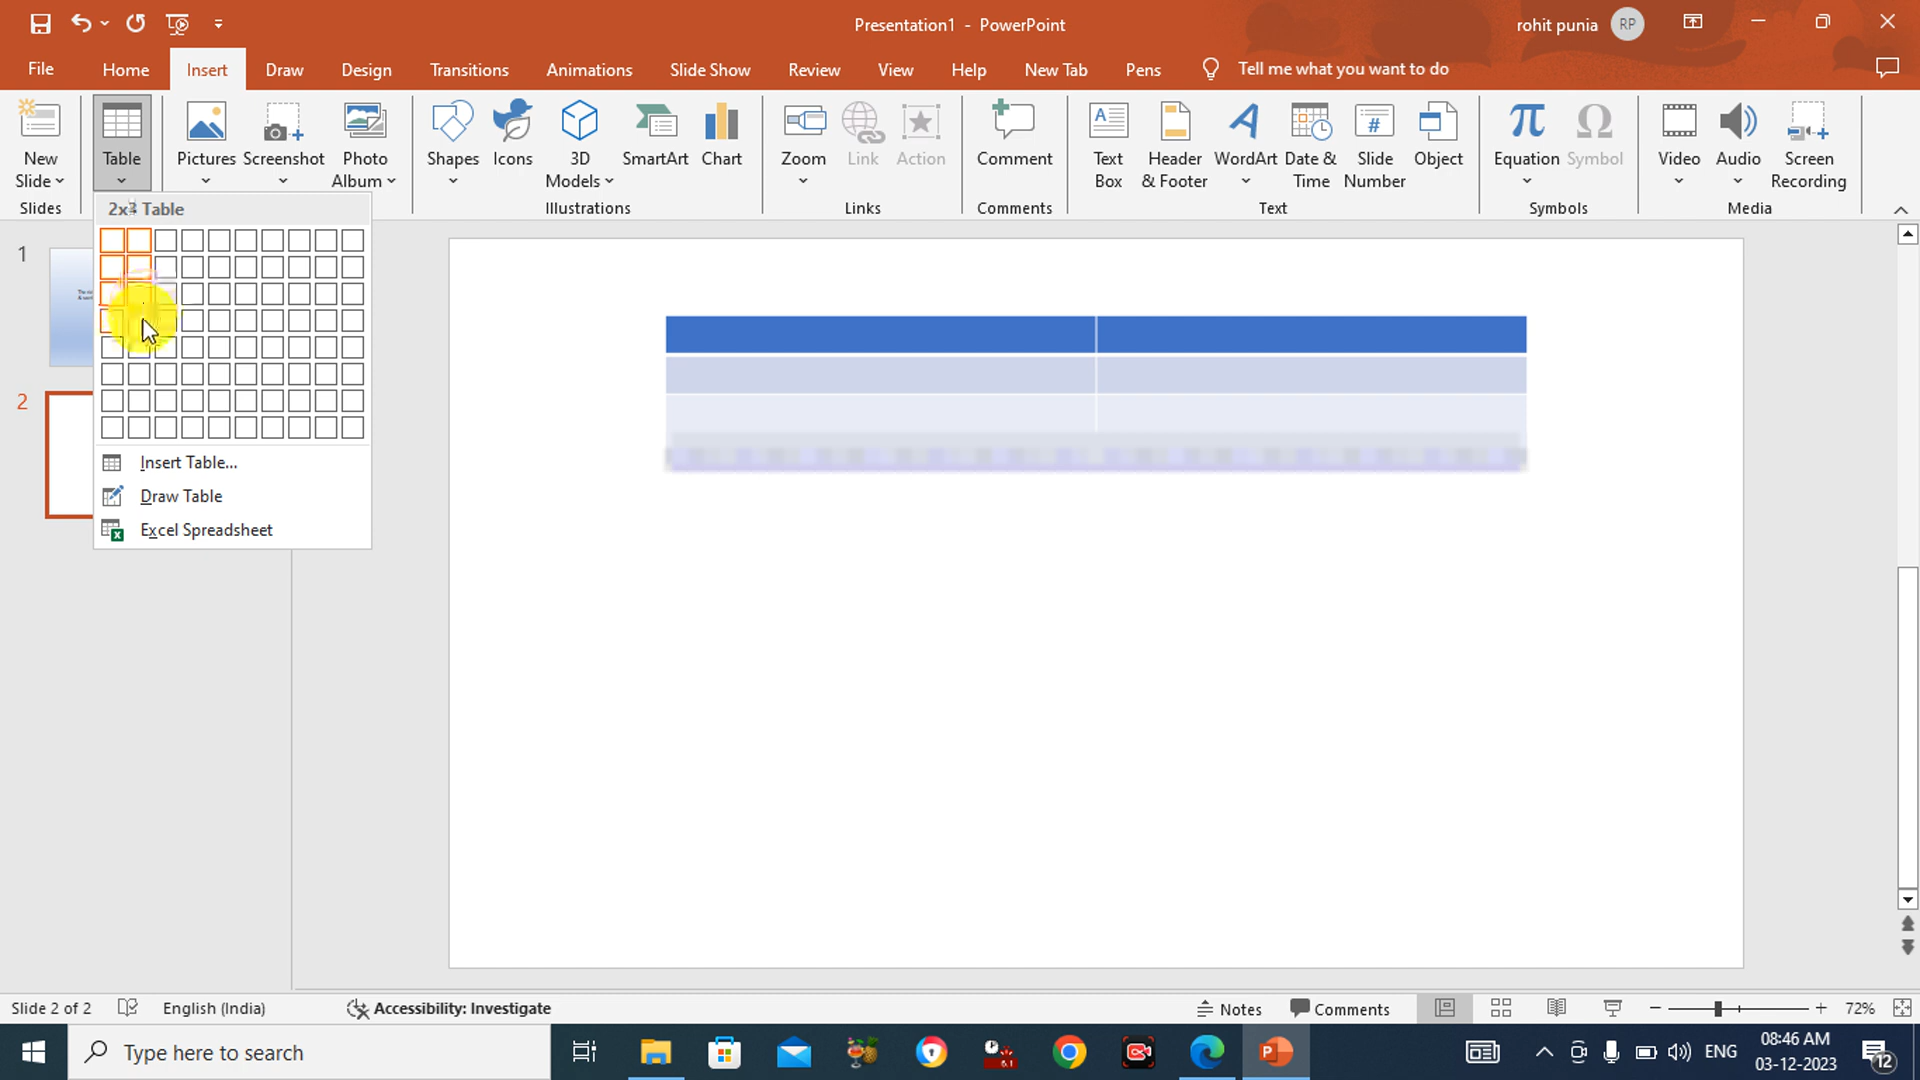 Presentation1 - PowerPoint
rohit punia
RP
File
Home
Insert
Draw
Design
Transitions
Animations
Slide Show
Review
View
Help
New Tab
Pens
Tell me what you want to do
New Slide
Table
Pictures
Screenshot
Photo Album
Shapes
Icons
3D Models
SmartArt
Chart
Zoom
Link
Action
Comment
Text Box
Header & Footer
WordArt
Date & Time
Slide Number
Object
Equation
Symbol
Video
Audio
Screen Recording
Slides
Illustrations
Links
Comments
Text
Symbols
Media
Table
Insert Table...
Draw Table
Excel Spreadsheet
1
2
Slide 2 of 2
English (India)
Accessibility: Investigate
Notes
Comments
72%
Type here to search
ENG
08:46 AM
03-12-2023
12